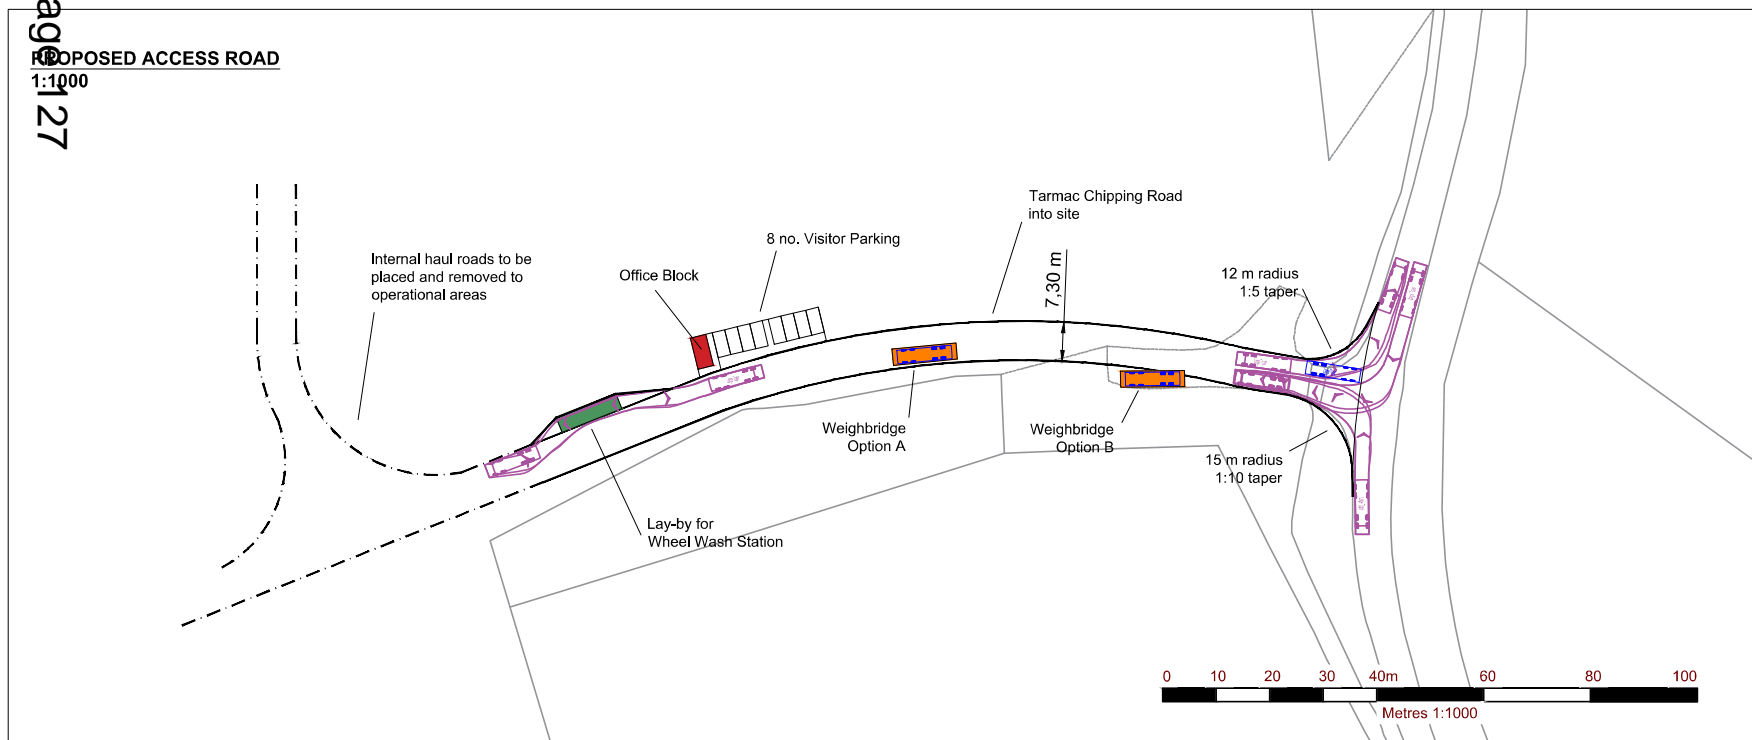 age 127
PROPOSED ACCESS ROAD
1:1000
Tarmac Chipping Road
into site
8 no. Visitor Parking
Internal haul roads to be
placed and removed to
operational areas
Office Block
7,30 m
12 m radius
1:5 taper
Weighbridge
Option A
Weighbridge
Option B
15 m radius
1:10 taper
Lay-by for
Wheel Wash Station
0 10 20 30 40m 60 80 100
Metres 1:1000